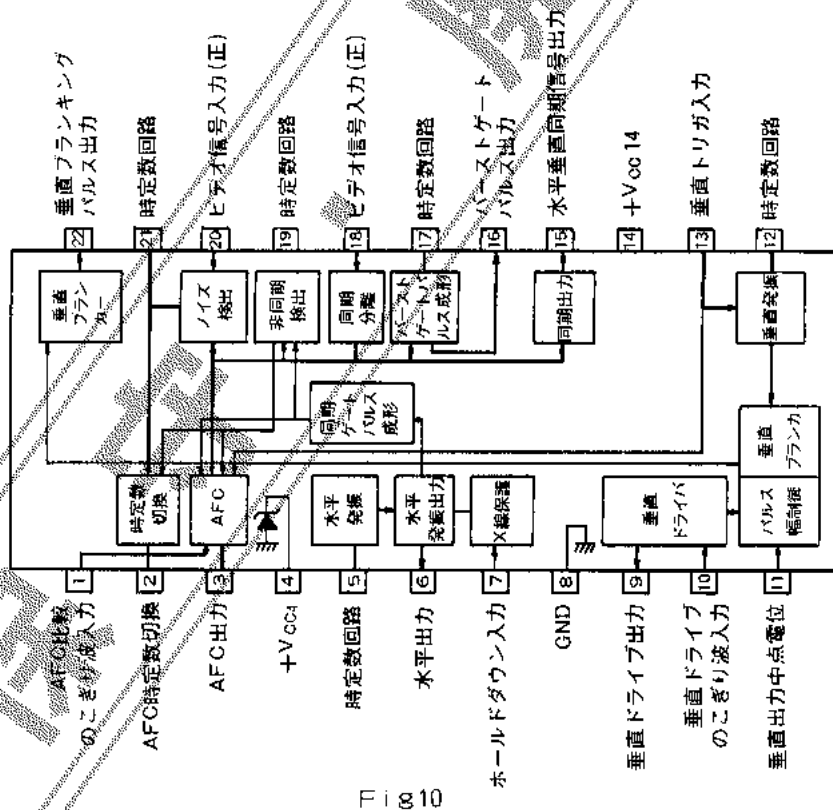 垂直ブランキング
パルス出力
時定数回路
ビデオ信号入力(正)
時定数回路
ビデオ信号入力(正)
時定数回路
バーストゲート
パルス出力
水平垂直同期信号出力
+Vcc14
垂直トリガ入力
時定数回路
22
21
20
19
18
17
16
15
14
13
12
垂直
ブランカー
ノイズ
検出
非同期
検出
同期
分離
バーストゲートパ
ルス成形
同期出力
垂直発振
同期
ゲート
パルス
成形
時定数
切換
AFC
水平
発振
水平
発振出力
X線保護
垂直
ドライバ
パルス
幅制御
垂直
ブランカ
1
2
3
4
5
6
7
8
9
10
11
AFC比較
のこぎり波入力
AFC時定数切換
AFC出力
+VCC4
時定数回路
水平出力
ホールドダウン入力
GND
垂直ドライブ出力
垂直ドライブ
のこぎり波入力
垂直出力中点電位
Fig10